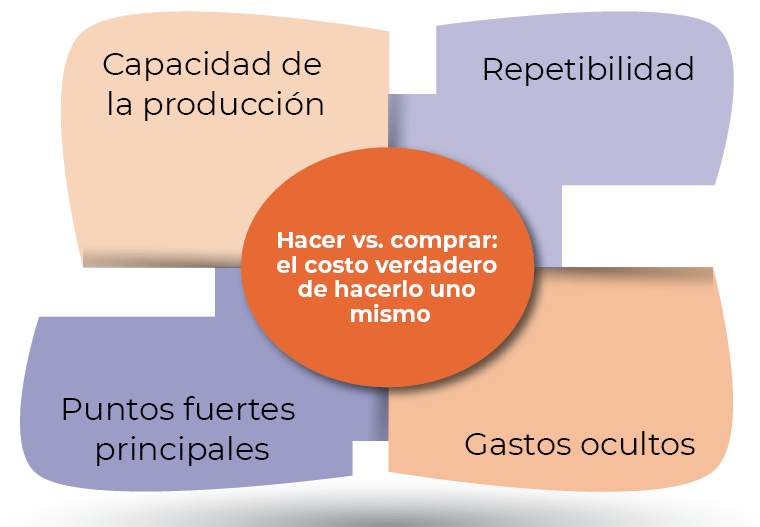 Capacidad de
la producción
Repetibilidad
Hacer vs. comprar:
el costo verdadero
de hacerlo uno
mismo
Puntos fuertes
principales
Gastos ocultos